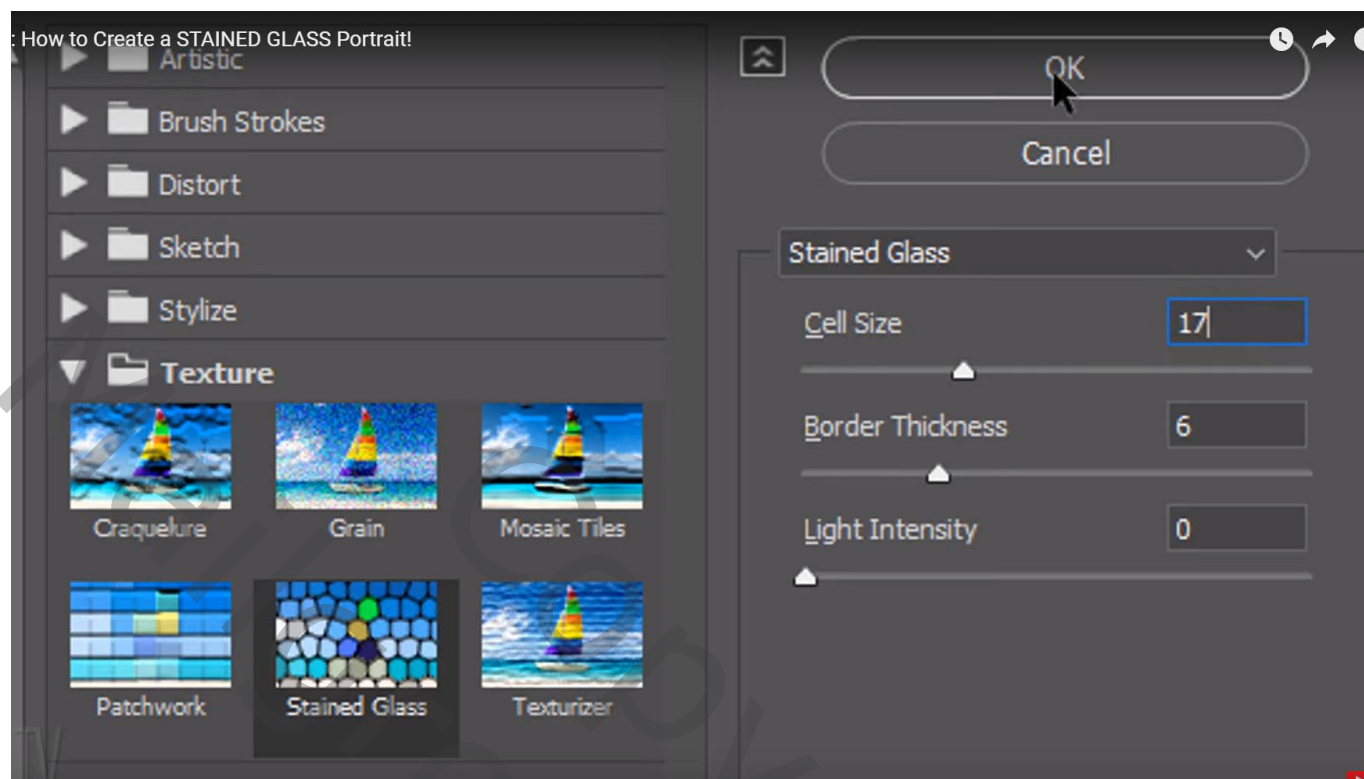 : How to Create a STAINED GLASS Portrait!
Artistic
Brush Strokes
Distort
Sketch
Stylize
Texture
Craquelure Grain Mosaic Tiles
Patchwork Stained Glass Texturizer
OK
Cancel
Stained Glass
Cell Size 17
Border Thickness 6
Light Intensity 0
TV